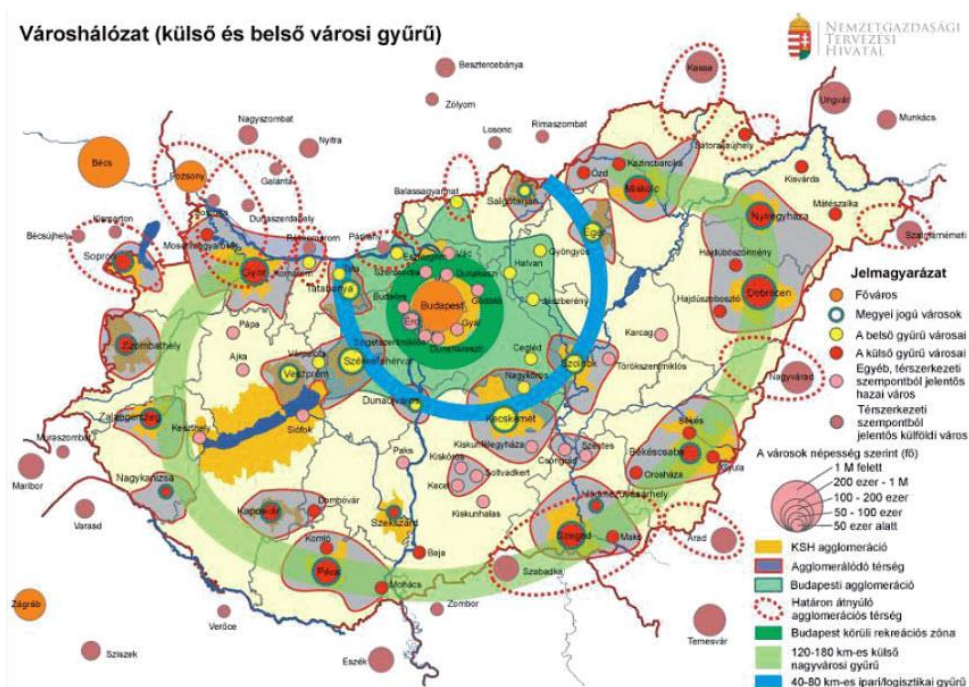 Városhálózat (külső és belső városi gyűrű)
NEMZETGAZDASÁGI
TERVEZÉSI
HIVATAL
Besztercebánya
Zólyom
Kassa
Ungvár
Munkács
Nagyszombat
Nyitra
Losonc
Rimaszombat
Sátoraljaújhely
Bécs
Pozsony
Galánta
Dunaszerdahely
Balassagyarmat
Salgótarján
Ózd
Kazincbarcika
Miskolc
Kisvárda
Mátészalka
Nyíregyháza
Szatmárnémeti
Kismarton
Bécsújhely
Sopron
Mosonmagyaróvár
Győr
Komárom
Tata
Tatabánya
Párkány
Esztergom
Vác
Dunakeszi
Gödöllő
Budapest
Budaörs
Érd
Gyál
Dunaharaszti
Szigetszentmiklós
Hatvan
Gyöngyös
Eger
Jászberény
Hajdúböszörmény
Hajdúszoboszló
Debrecen
Pápa
Ajka
Szombathely
Várpalota
Veszprém
Székesfehérvár
Cegléd
Szolnok
Törökszentmiklós
Karcag
Nagyvárad
Zalaegerszeg
Keszthely
Siófok
Dunaújváros
Nagykőrös
Kecskemét
Muraszombat
Maribor
Varasd
Nagykanizsa
Kaposvár
Dombóvár
Paks
Kiskőrös
Kecel
Soltvadkert
Kiskunfélegyháza
Kiskunhalas
Csongrád
Szentes
Orosháza
Békés
Békéscsaba
Gyula
Hódmezővásárhely
Makó
Szeged
Arad
Szabadka
Szekszárd
Baja
Komló
Pécs
Mohács
Zágráb
Verőce
Sziszek
Eszék
Zombor
Temesvár
Jelmagyarázat
Főváros
Megyei jogú városok
A belső gyűrű városai
A külső gyűrű városai
Egyéb, térszerkezeti
szempontból jelentős
hazai város
Térszerkezeti
szempontból
jelentős külföldi város
A városok népesség szerint (fő)
1 M felett
200 ezer - 1 M
100 - 200 ezer
50 - 100 ezer
50 ezer alatt
KSH agglomeráció
Agglomerálódó térség
Budapesti agglomeráció
Határon átnyúló
agglomerációs térség
Budapest körüli rekreációs zóna
120-180 km-es külső
nagyvárosi gyűrű
40-80 km-es ipari/logisztikai gyűrű